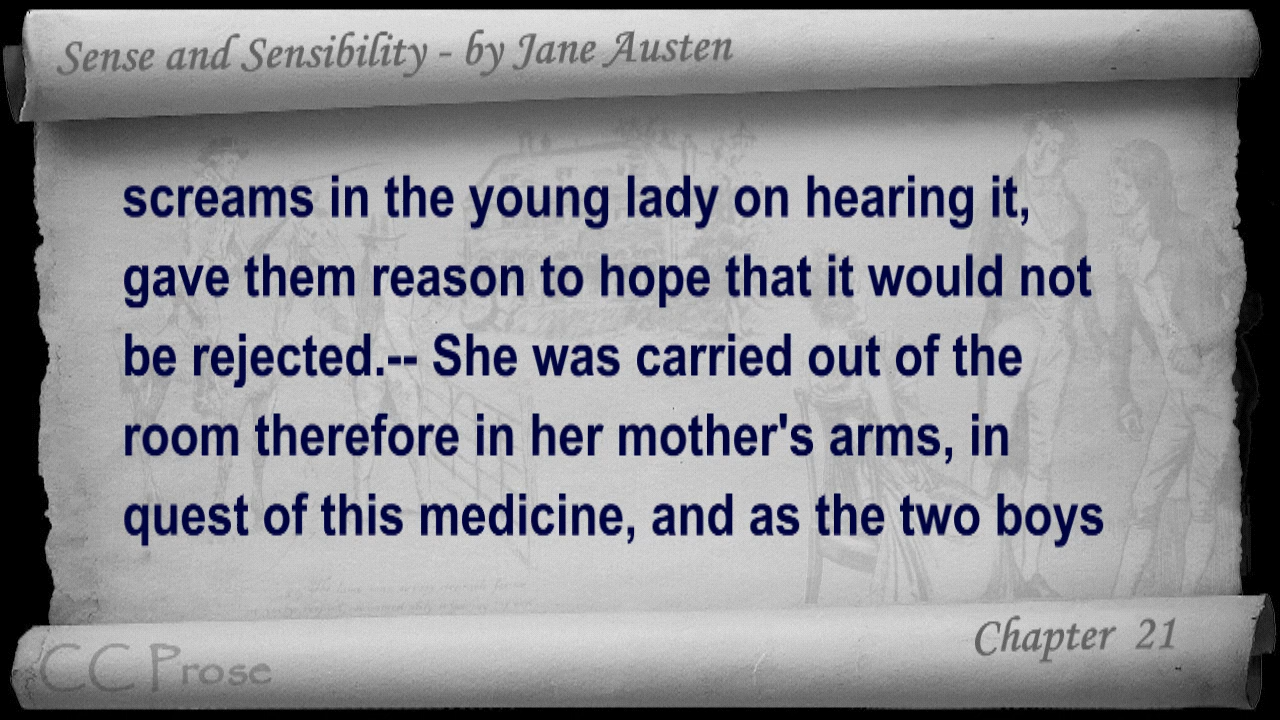 Sense and Sensibility - by Jane Austen
screams in the young lady on hearing it,
gave them reason to hope that it would not
be rejected.-- She was carried out of the
room therefore in her mother's arms, in
quest of this medicine, and as the two boys
Chapter 21
CC Prose